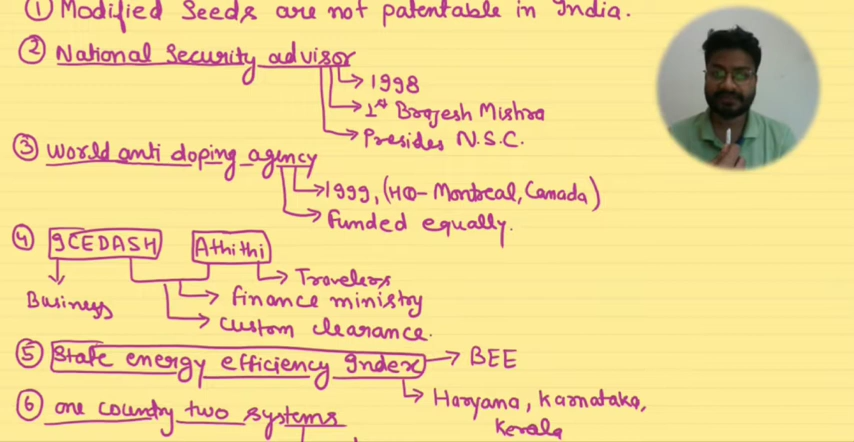 ① Modified Seeds are not patentable in India.
② National Security advisor
→ 1998
→ 1st Brajesh Mishra
→ Presides N.S.C.
③ World anti doping agency
→ 1999, (HQ- Montreal, Canada)
→ Funded equally.
④ ICEDASH Athithi
→ Travelers
Business → finance ministry
→ custom clearance.
⑤ State energy efficiency Index → BEE
→ Haryana, Karnataka,
Kerala
⑥ one country two systems